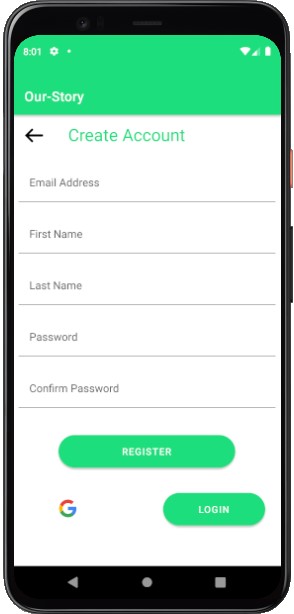 8:01
Our-Story
Create Account
Email Address
First Name
Last Name
Password
Confirm Password
REGISTER
G
LOGIN